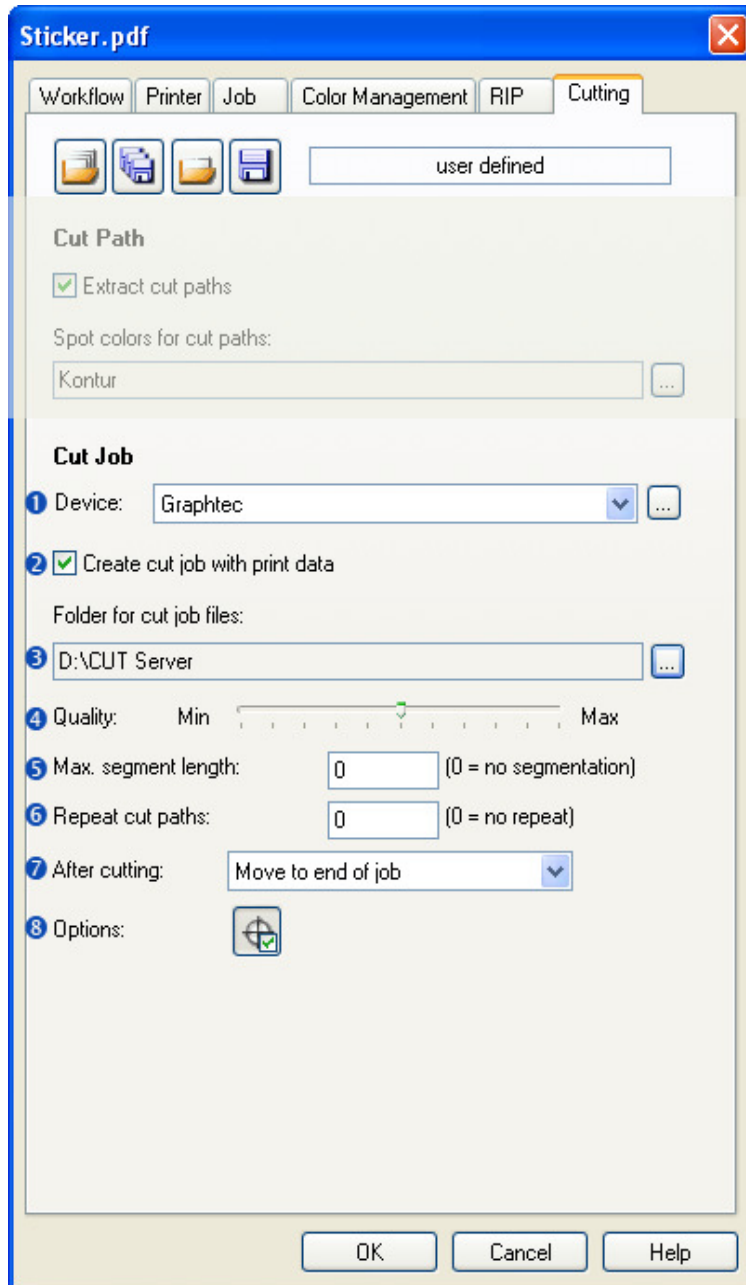 Sticker.pdf
Workflow Printer Job Color Management RIP Cutting
user defined
Cut Path
Extract cut paths
Spot colors for cut paths:
Kontur ...
Cut Job
1 Device: Graphtec ...
2 Create cut job with print data
Folder for cut job files:
3 D:\CUT Server ...
4 Quality: Min Max
5 Max. segment length: 0 (0 = no segmentation)
6 Repeat cut paths: 0 (0 = no repeat)
7 After cutting: Move to end of job
8 Options:
OK Cancel Help